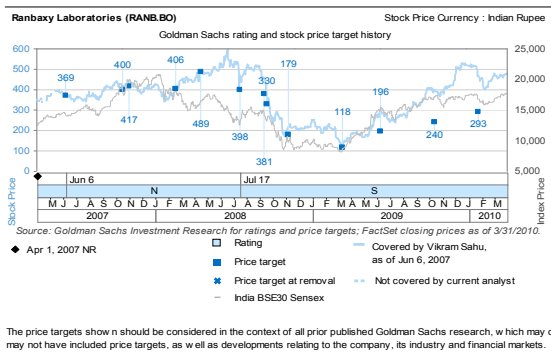 Ranbaxy Laboratories (RANB.BO) Stock Price Currency : Indian Rupee
Goldman Sachs rating and stock price target history
600 25,000
500 20,000
400 15,000
300
200 10,000
100
0 5,000
369 400 406 179
330 196
118
417 489 398 381 240 293
Stock Price
Index Price
Jun 6 Jul 17
N S
M J J A S O N D J F M A M J J A S O N D J F M A M J J A S O N D J F M
2007 2008 2009 2010
Source: Goldman Sachs Investment Research for ratings and price targets; FactSet closing prices as of 3/31/2010.
Apr 1, 2007 NR
Rating
Price target
Price target at removal
India BSE30 Sensex
Covered by Vikram Sahu,
as of Jun 6, 2007
Not covered by current analyst
The price targets show n should be considered in the context of all prior published Goldman Sachs research, w hich may
may not have included price targets, as w ell as developments relating to the company, its industry and financial markets.